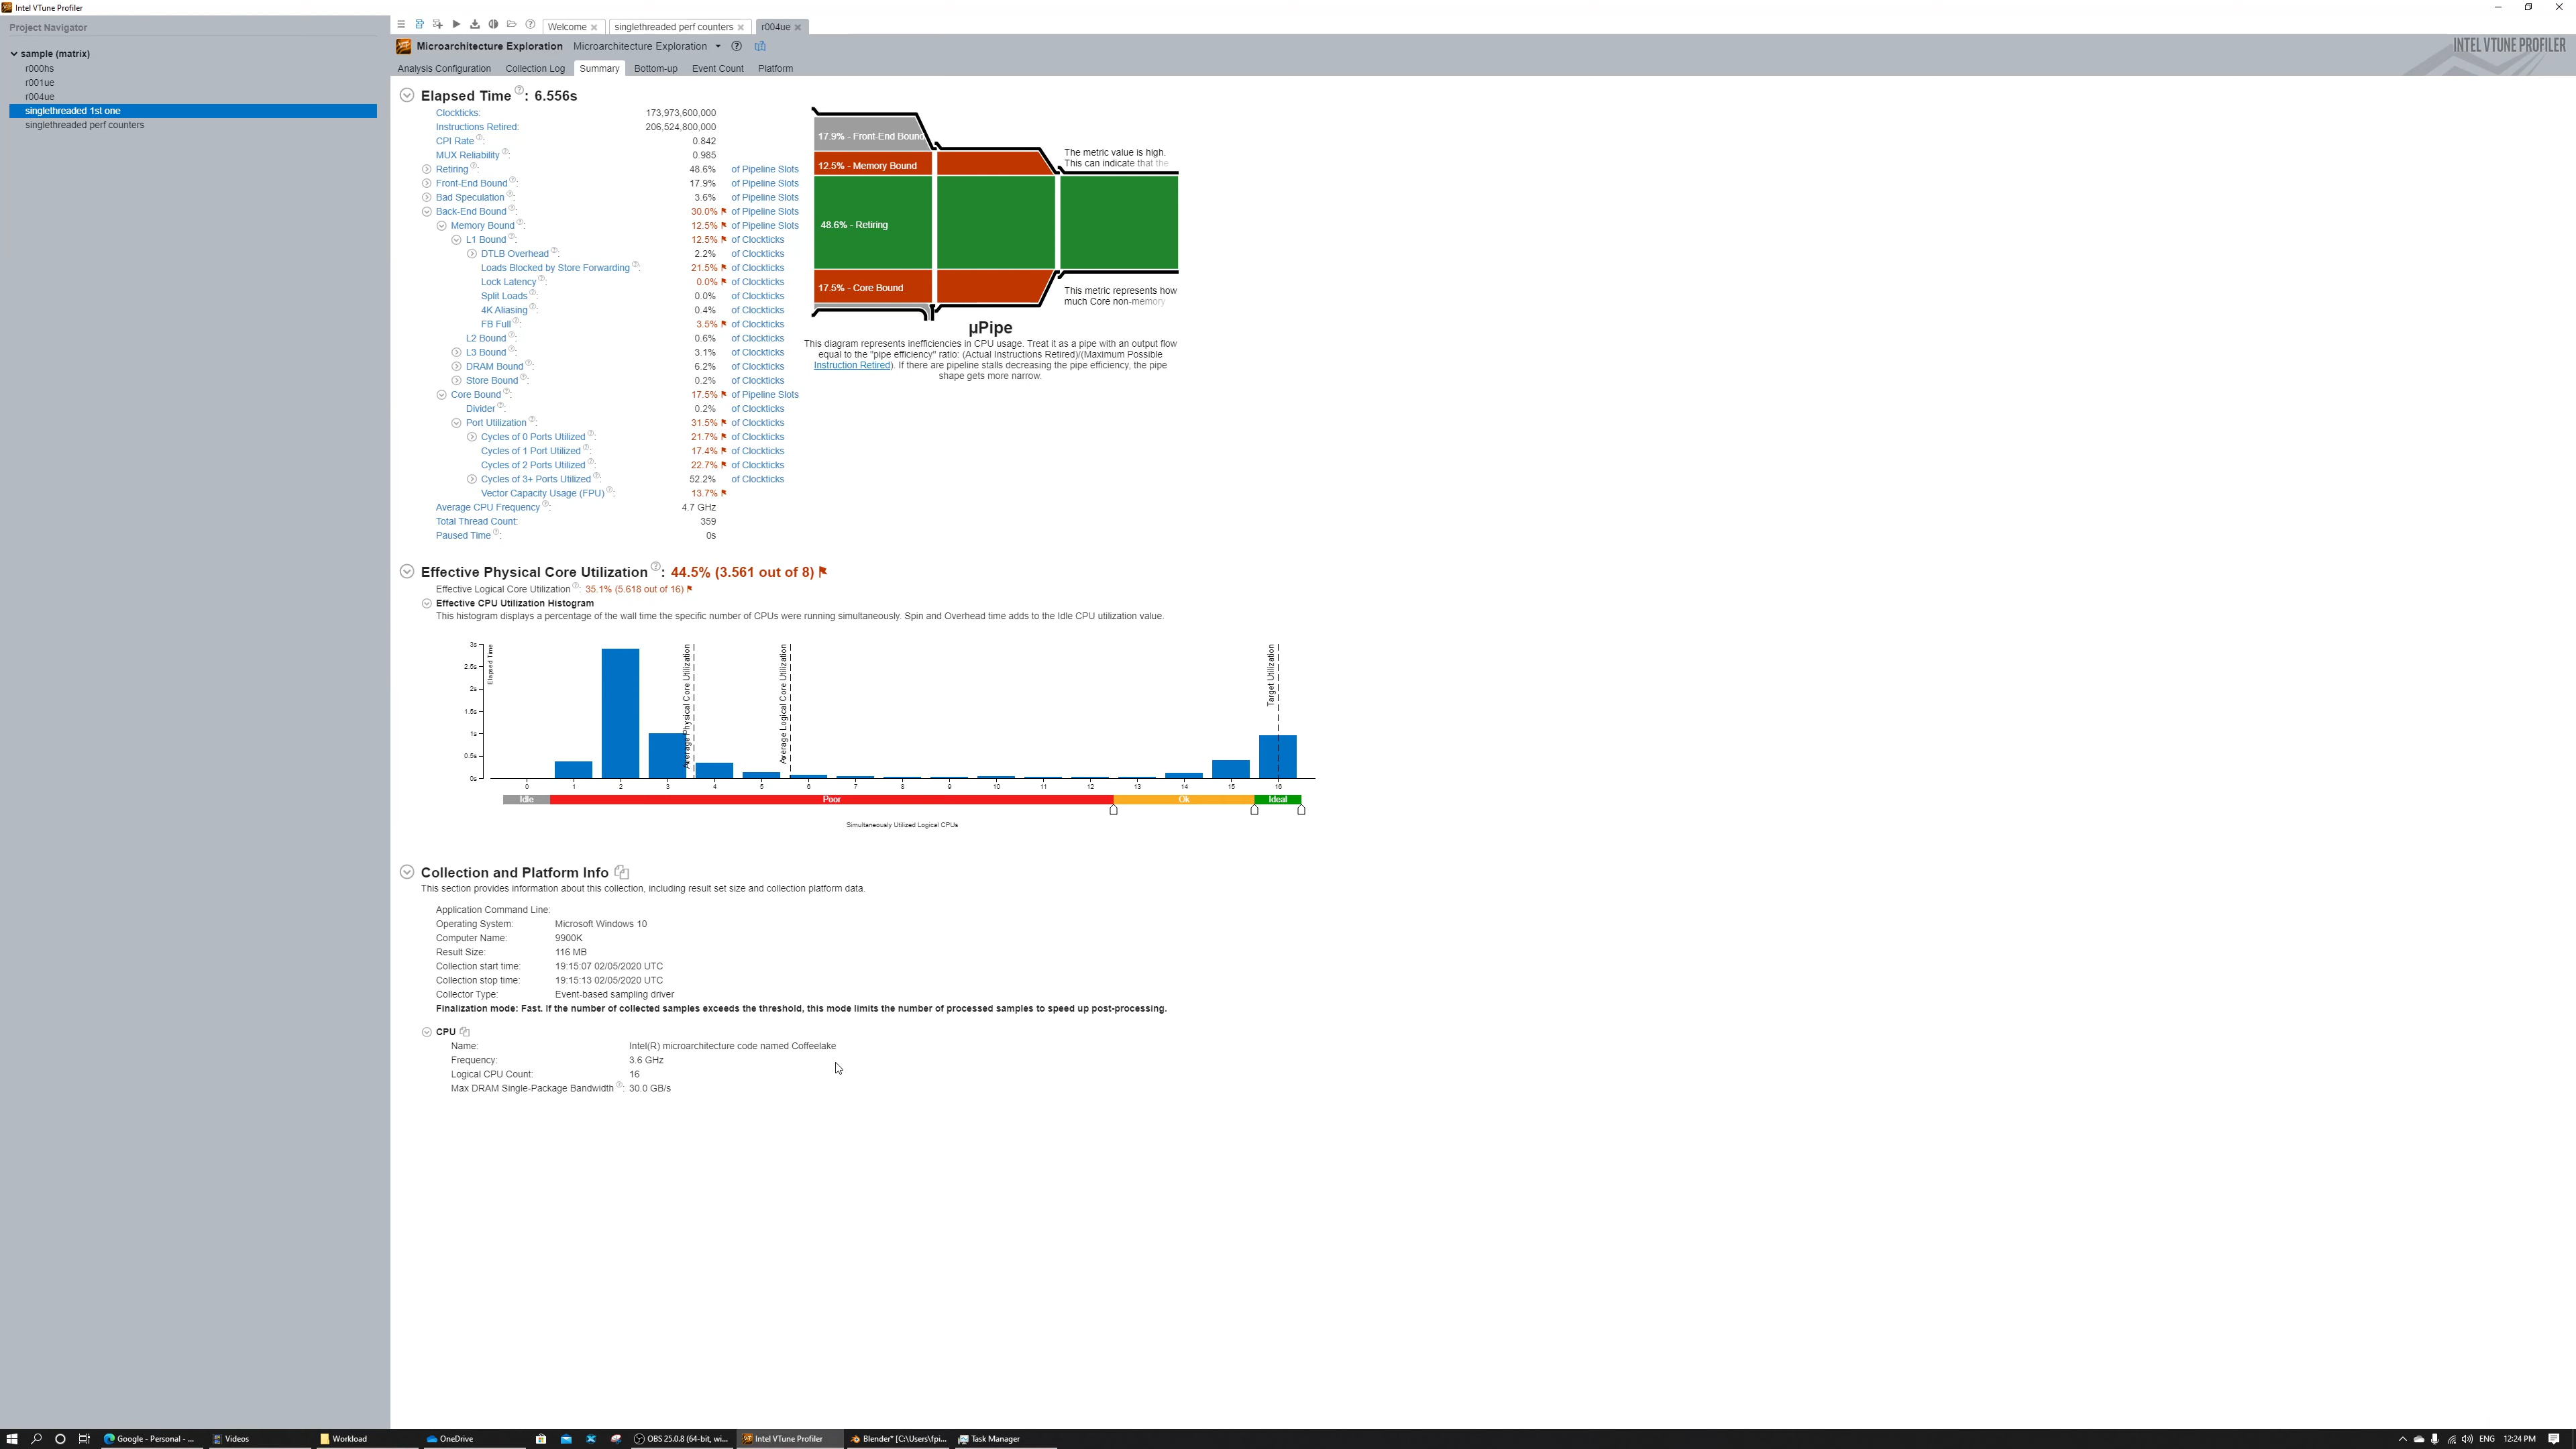 Intel VTune Profiler
Project Navigator
sample (matrix)
r000hs
r001ue
r004ue
singlethreaded 1st one
singlethreaded perf counters
Welcome
singlethreaded perf counters
r004ue
Microarchitecture Exploration Microarchitecture Exploration
INTEL VTUNE PROFILER
Analysis Configuration Collection Log Summary Bottom-up Event Count Platform
Elapsed Time : 6.556s
Clockticks: 173,973,600,000
Instructions Retired: 206,524,800,000
CPI Rate : 0.842
MUX Reliability : 0.985
Retiring : 48.6% of Pipeline Slots
Front-End Bound : 17.9% of Pipeline Slots
Bad Speculation : 3.6% of Pipeline Slots
Back-End Bound : 30.0% of Pipeline Slots
Memory Bound : 12.5% of Pipeline Slots
L1 Bound : 12.5% of Clockticks
DTLB Overhead : 2.2% of Clockticks
Loads Blocked by Store Forwarding : 21.5% of Clockticks
Lock Latency : 0.0% of Clockticks
Split Loads : 0.0% of Clockticks
4K Aliasing : 0.4% of Clockticks
FB Full : 3.5% of Clockticks
L2 Bound : 0.6% of Clockticks
L3 Bound : 3.1% of Clockticks
DRAM Bound : 6.2% of Clockticks
Store Bound : 0.2% of Clockticks
Core Bound : 17.5% of Pipeline Slots
Divider : 0.2% of Clockticks
Port Utilization : 31.5% of Clockticks
Cycles of 0 Ports Utilized : 21.7% of Clockticks
Cycles of 1 Port Utilized : 17.4% of Clockticks
Cycles of 2 Ports Utilized : 22.7% of Clockticks
Cycles of 3+ Ports Utilized : 52.2% of Clockticks
Vector Capacity Usage (FPU) : 13.7%
Average CPU Frequency : 4.7 GHz
Total Thread Count: 359
Paused Time : 0s
17.9% - Front-End Bound
12.5% - Memory Bound
48.6% - Retiring
17.5% - Core Bound
The metric value is high.
This can indicate that the
This metric represents how
much Core non-memory
µPipe
This diagram represents inefficiencies in CPU usage. Treat it as a pipe with an output flow
equal to the "pipe efficiency" ratio: (Actual Instructions Retired)/(Maximum Possible
Instruction Retired). If there are pipeline stalls decreasing the pipe efficiency, the pipe
shape gets more narrow.
Effective Physical Core Utilization : 44.5% (3.561 out of 8)
Effective Logical Core Utilization : 35.1% (5.618 out of 16)
Effective CPU Utilization Histogram
This histogram displays a percentage of the wall time the specific number of CPUs were running simultaneously. Spin and Overhead time adds to the Idle CPU utilization value.
Elapsed Time
3s
2.5s
2s
1.5s
1s
0.5s
0s
Average Physical Core Utilization
Average Logical Core Utilization
Target Utilization
0 1 2 3 4 5 6 7 8 9 10 11 12 13 14 15 16
Idle Poor Ok Ideal
Simultaneously Utilized Logical CPUs
Collection and Platform Info
This section provides information about this collection, including result set size and collection platform data.
Application Command Line:
Operating System: Microsoft Windows 10
Computer Name: 9900K
Result Size: 116 MB
Collection start time: 19:15:07 02/05/2020 UTC
Collection stop time: 19:15:13 02/05/2020 UTC
Collector Type: Event-based sampling driver
Finalization mode: Fast. If the number of collected samples exceeds the threshold, this mode limits the number of processed samples to speed up post-processing.
CPU
Name: Intel(R) microarchitecture code named Coffeelake
Frequency: 3.6 GHz
Logical CPU Count: 16
Max DRAM Single-Package Bandwidth : 30.0 GB/s
Google - Personal - ... Videos Workload OneDrive OBS 25.0.8 (64-bit, wi... Intel VTune Profiler Blender* [C:\Users\fpi... Task Manager ENG 12:24 PM